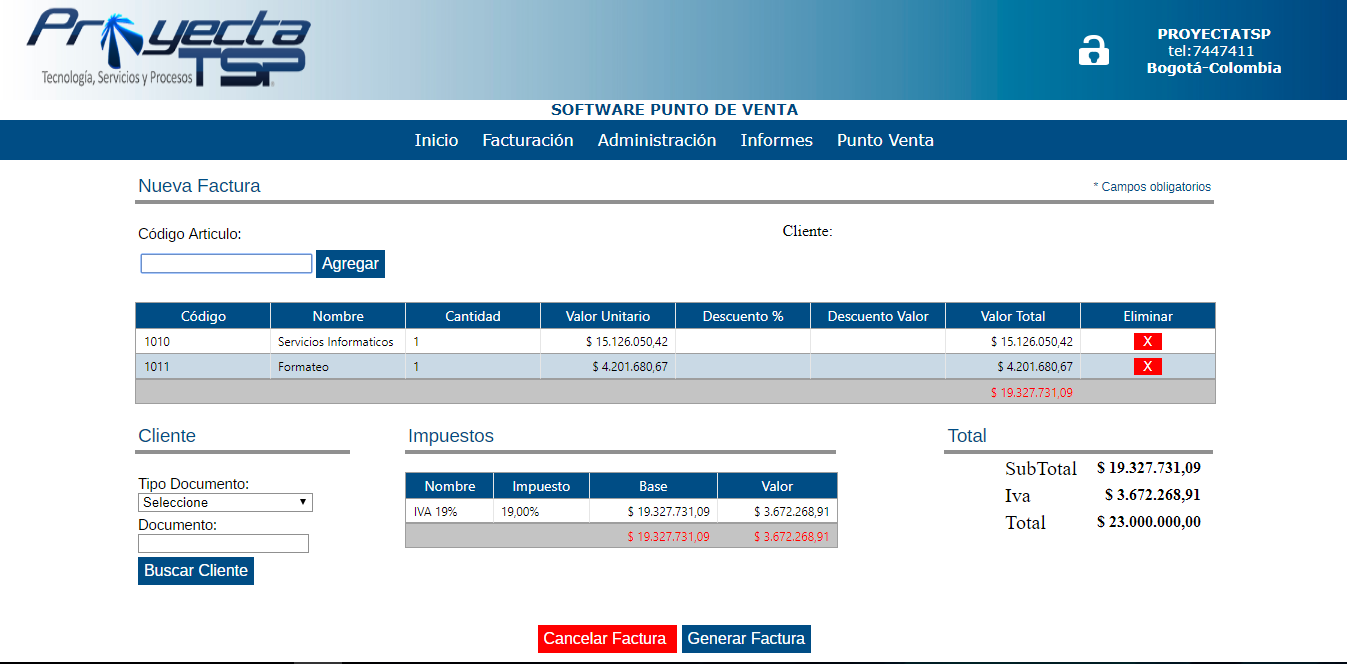 Proyecta
TSP
Tecnología, Servicios y Procesos
PROYECTATSP
tel:7447411
Bogotá-Colombia
SOFTWARE PUNTO DE VENTA
Inicio Facturación Administración Informes Punto Venta
Nueva Factura * Campos obligatorios
Código Articulo: Cliente:
Agregar
Código Nombre Cantidad Valor Unitario Descuento % Descuento Valor Valor Total Eliminar
1010 Servicios Informaticos 1 $ 15.126.050,42 $ 15.126.050,42 X
1011 Formateo 1 $ 4.201.680,67 $ 4.201.680,67 X
$ 19.327.731,09
Cliente Impuestos Total
SubTotal $ 19.327.731,09
Tipo Documento: Nombre Impuesto Base Valor Iva $ 3.672.268,91
Seleccione IVA 19% 19,00% $ 19.327.731,09 $ 3.672.268,91 Total $ 23.000.000,00
Documento: $ 19.327.731,09 $ 3.672.268,91
Buscar Cliente
Cancelar Factura Generar Factura